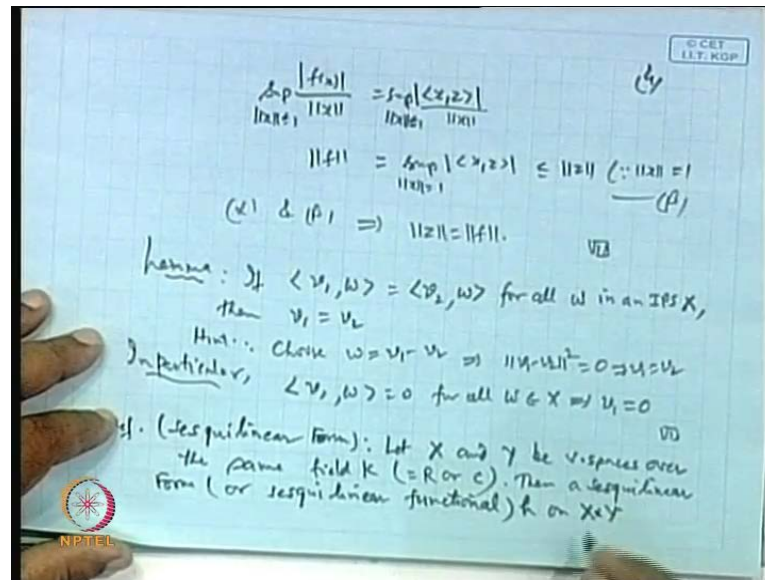 © CET
I.I.T. KGP
sup |f(x)| / ||x|| = sup |<x,z>| / ||x||
||x||=1 ||x||=1
||f|| = sup |<x,z>| ≤ ||z|| (∵ ||x|| = 1
||x||=1 — (β)
(α) & (β) ⇒ ||z|| = ||f||.
Lemma: If <v₁,w> = <v₂,w> for all w in an IPS X,
then v₁ = v₂
Hint.. Choose w = v₁ - v₂ ⇒ ||v₁-v₂||² = 0 ⇒ v₁=v₂
In particular, <v₁,w> = 0 for all w ∈ X ⇒ v₁ = 0
ef. (Sesquilinear Form): Let X and Y be v.spaces over
the same field K (= R or C). Then a sesquilinear
Form (or sesquilinear functional) h on X×Y
NPTEL